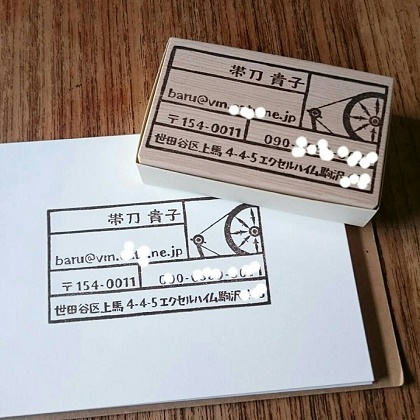 帯刀 貴子
baru@vm. ne.jp
〒154-0011 090-
世田谷区上馬 4-4-5 エクセルハイム駒沢
帯刀 貴子
baru@vm. ne.jp
〒154-0011
世田谷区上馬 4-4-5 エクセルハイム駒沢